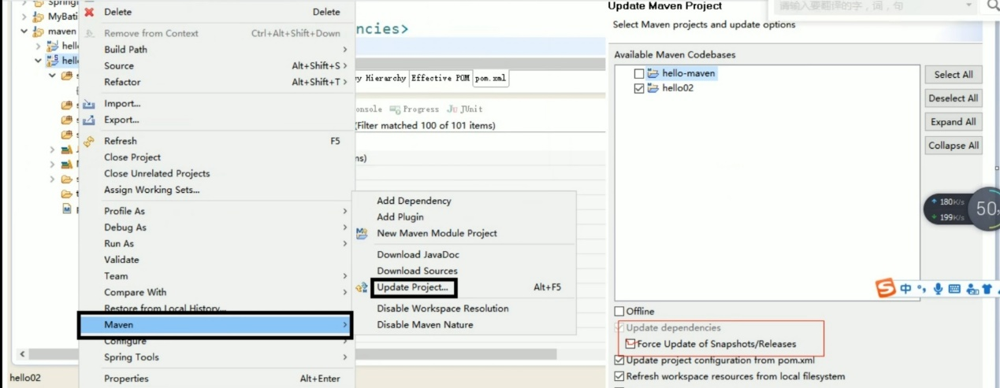 Springl
MyBati
maven
hell
hell
hello02
Delete Delete
Remove from Context Ctrl+Alt+Shift+Down
Build Path
Source Alt+Shift+S
Refactor Alt+Shift+T
Import...
Export...
Refresh F5
Close Project
Close Unrelated Projects
Assign Working Sets...
Profile As
Debug As
Run As
Validate
Team
Compare With
Restore from Local History...
Maven
Configure
Spring Tools
Properties Alt+Enter
ncies>
Hierarchy Effective POM pom.xml
onsole Progress Ju JUnit
(Filter matched 100 of 101 items)
ns)
Add Dependency
Add Plugin
New Maven Module Project
Download JavaDoc
Download Sources
Update Project... Alt+F5
Disable Workspace Resolution
Disable Maven Nature
Update Maven Project
请输入要翻译的字，词，句
Select Maven projects and update options
Available Maven Codebases
hello-maven
hello02
Select All
Deselect All
Expand All
Collapse All
180K/s
199K/s
50
S 中
Offline
Update dependencies
Force Update of Snapshots/Releases
Update project configuration from pom.xml
Refresh workspace resources from local filesystem